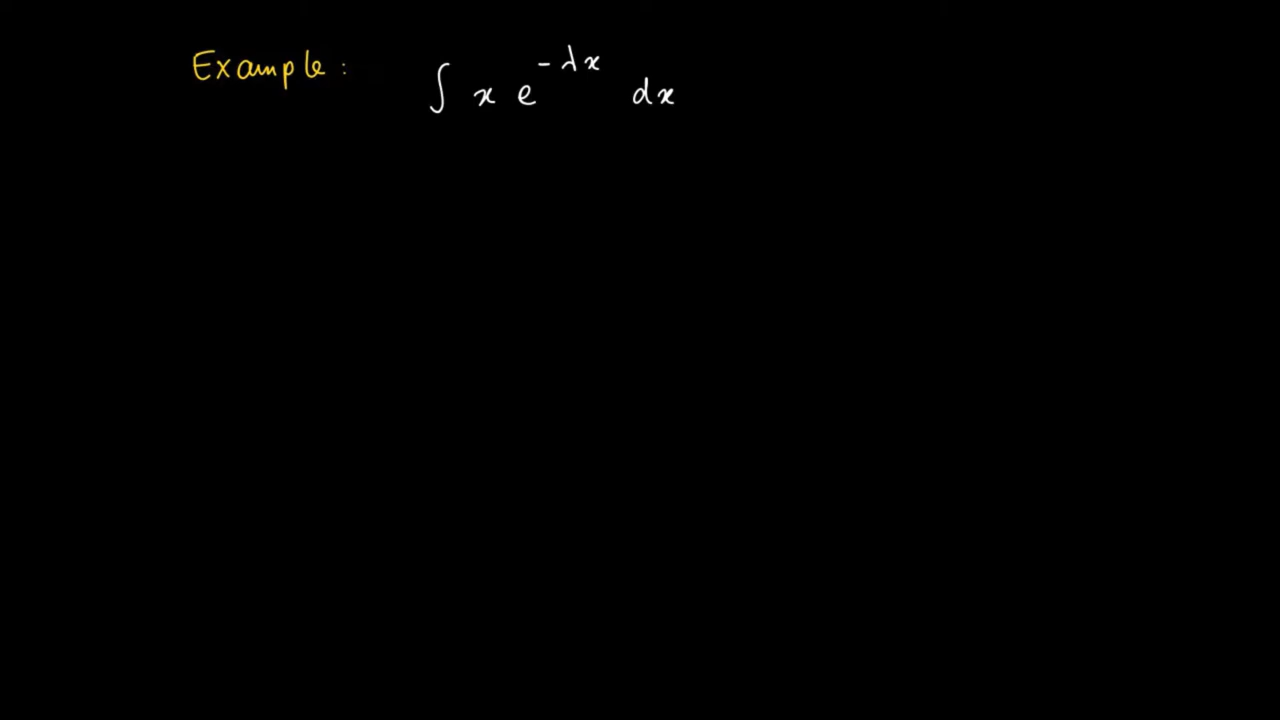 Example : ∫ x e^{-λx} dx